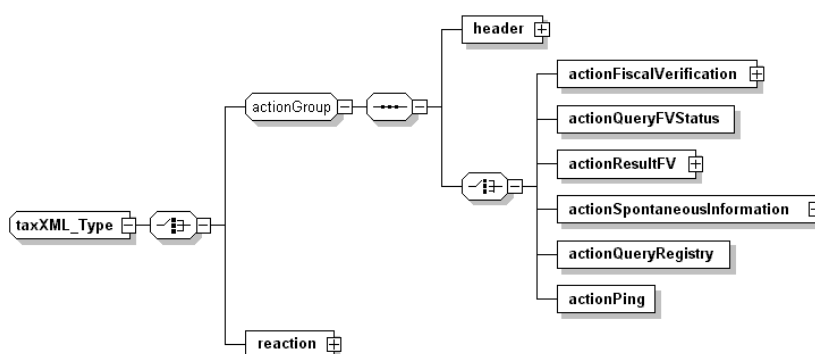 header
actionFiscalVerification
actionGroup
actionQueryFVStatus
actionResultFV
actionSpontaneousInformation
taxXML_Type
actionQueryRegistry
actionPing
reaction